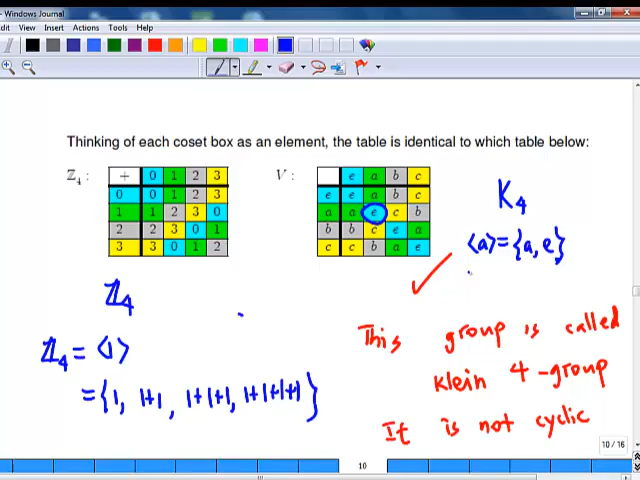 - Windows Journal
dit View Insert Actions Tools Help
Thinking of each coset box as an element, the table is identical to which table below:
ℤ₄ :
+ 0 1 2 3
0 0 1 2 3
1 1 2 3 0
2 2 3 0 1
3 3 0 1 2
V :
e a b c
e e a b c
a a e c b
b b c e a
c c b a e
K₄
⟨a⟩={a, e}
ℤ₄
ℤ₄ = ⟨1⟩
={1, 1+1, 1+1+1, 1+1+1+1}
This group is called
klein 4-group
It is not cyclic
10 / 16
10